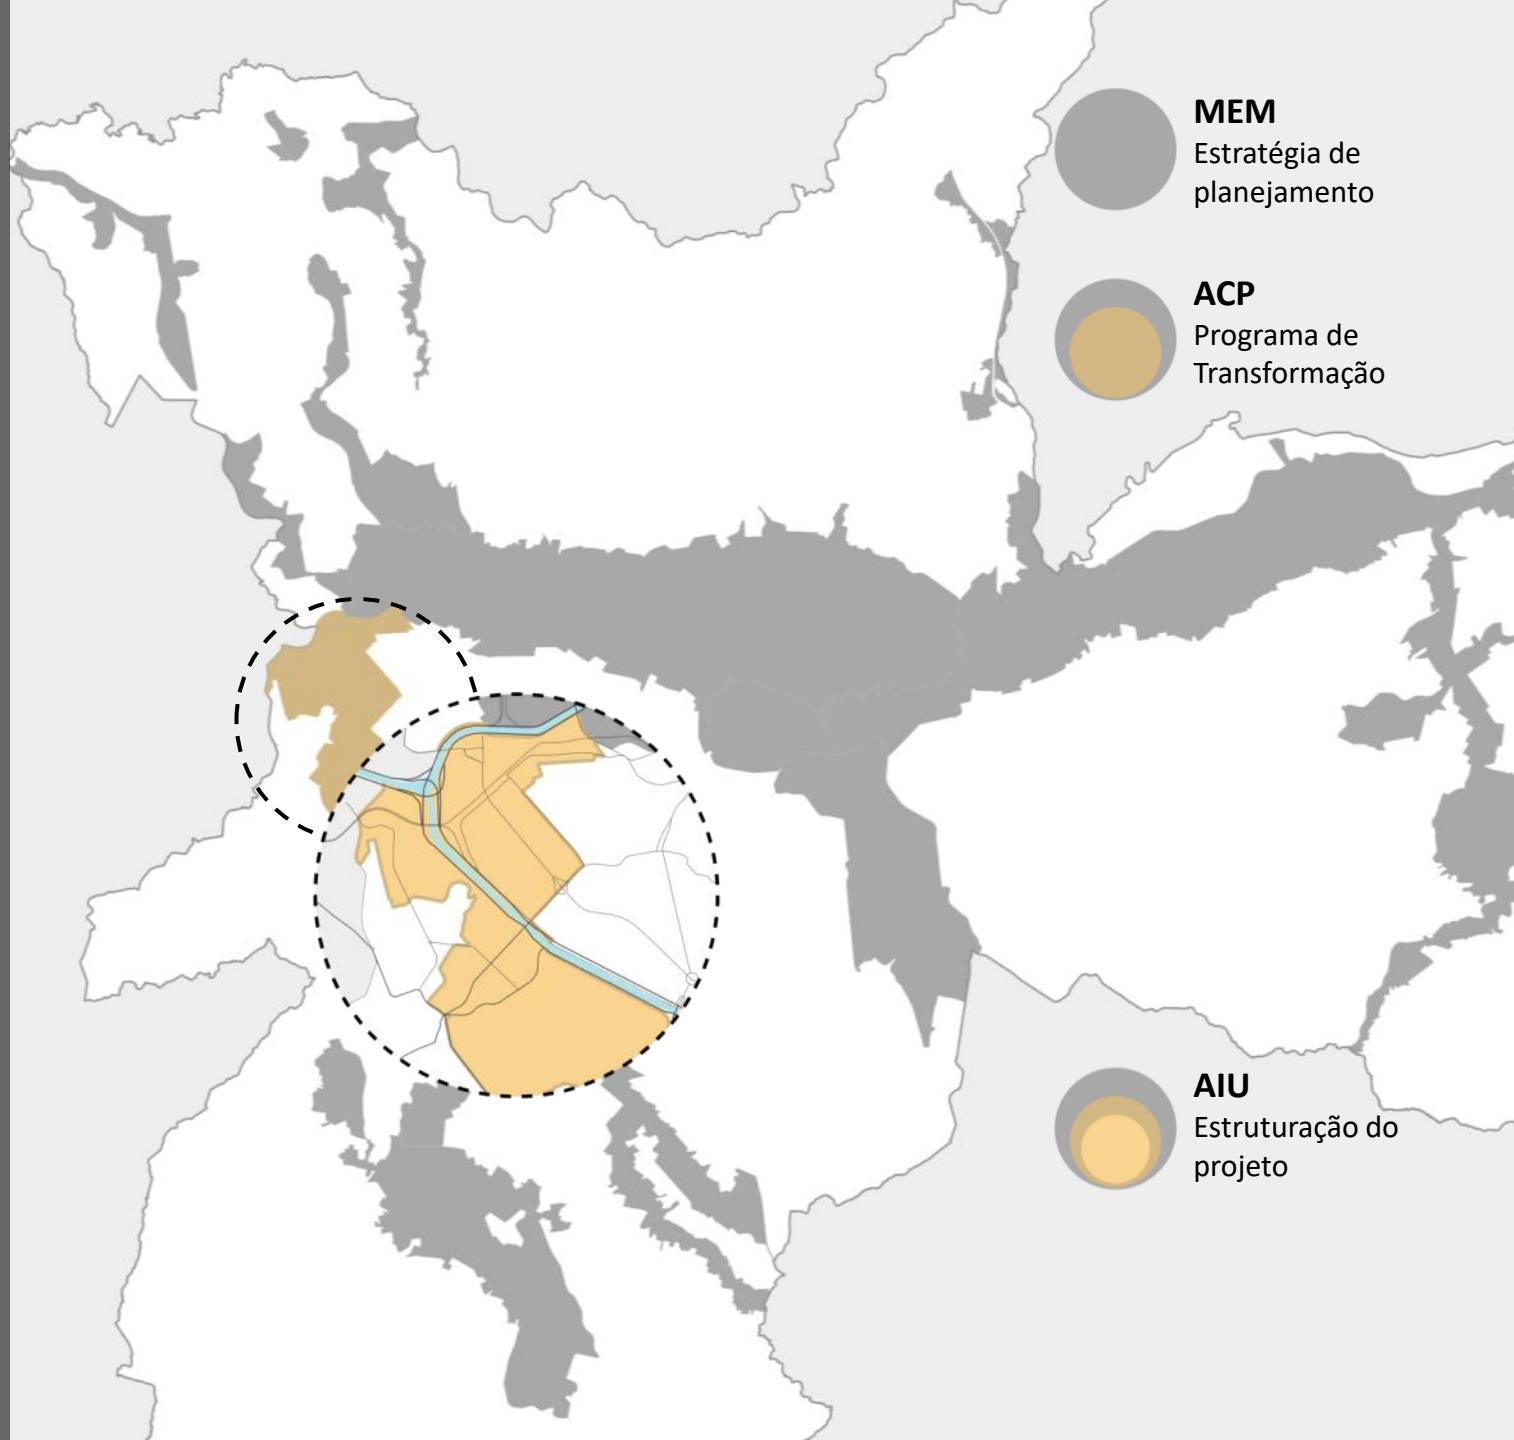 MEM
Estratégia de
planejamento
ACP
Programa de
Transformação
AIU
Estruturação do
projeto